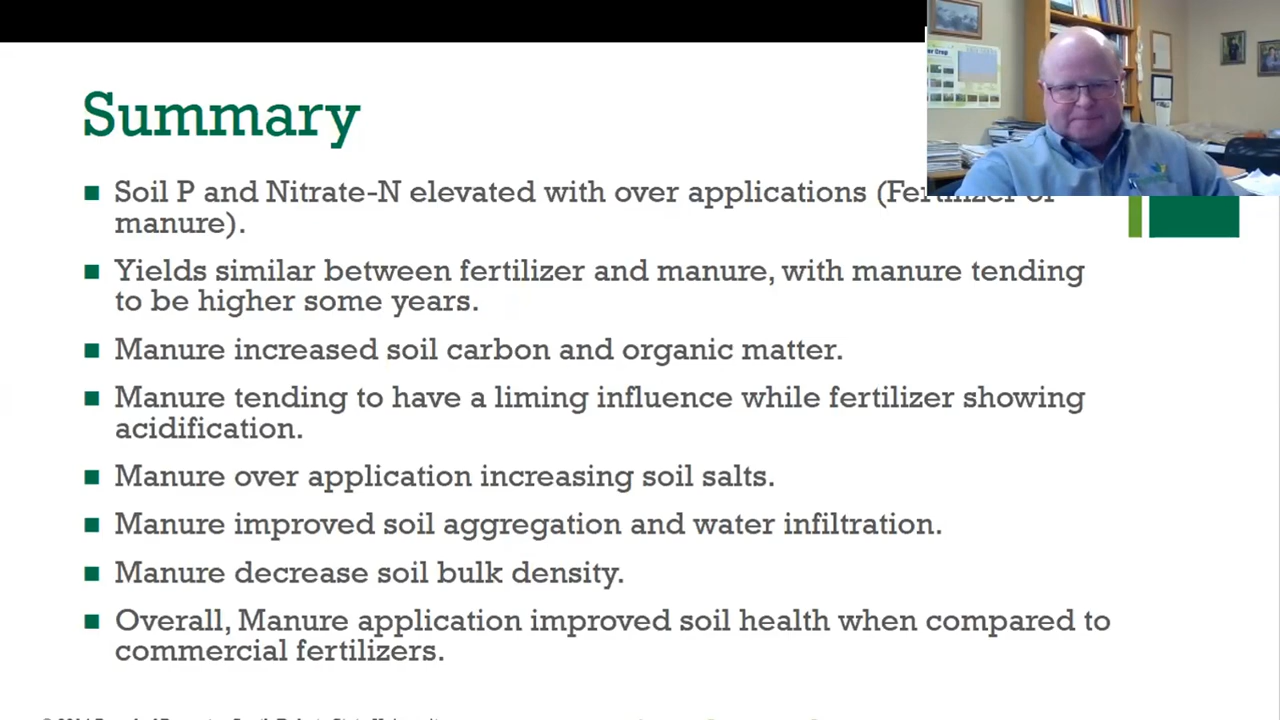 Summary
Soil P and Nitrate-N elevated with over applications (Fertilizer or
manure).
Yields similar between fertilizer and manure, with manure tending
to be higher some years.
Manure increased soil carbon and organic matter.
Manure tending to have a liming influence while fertilizer showing
acidification.
Manure over application increasing soil salts.
Manure improved soil aggregation and water infiltration.
Manure decrease soil bulk density.
Overall, Manure application improved soil health when compared to
commercial fertilizers.